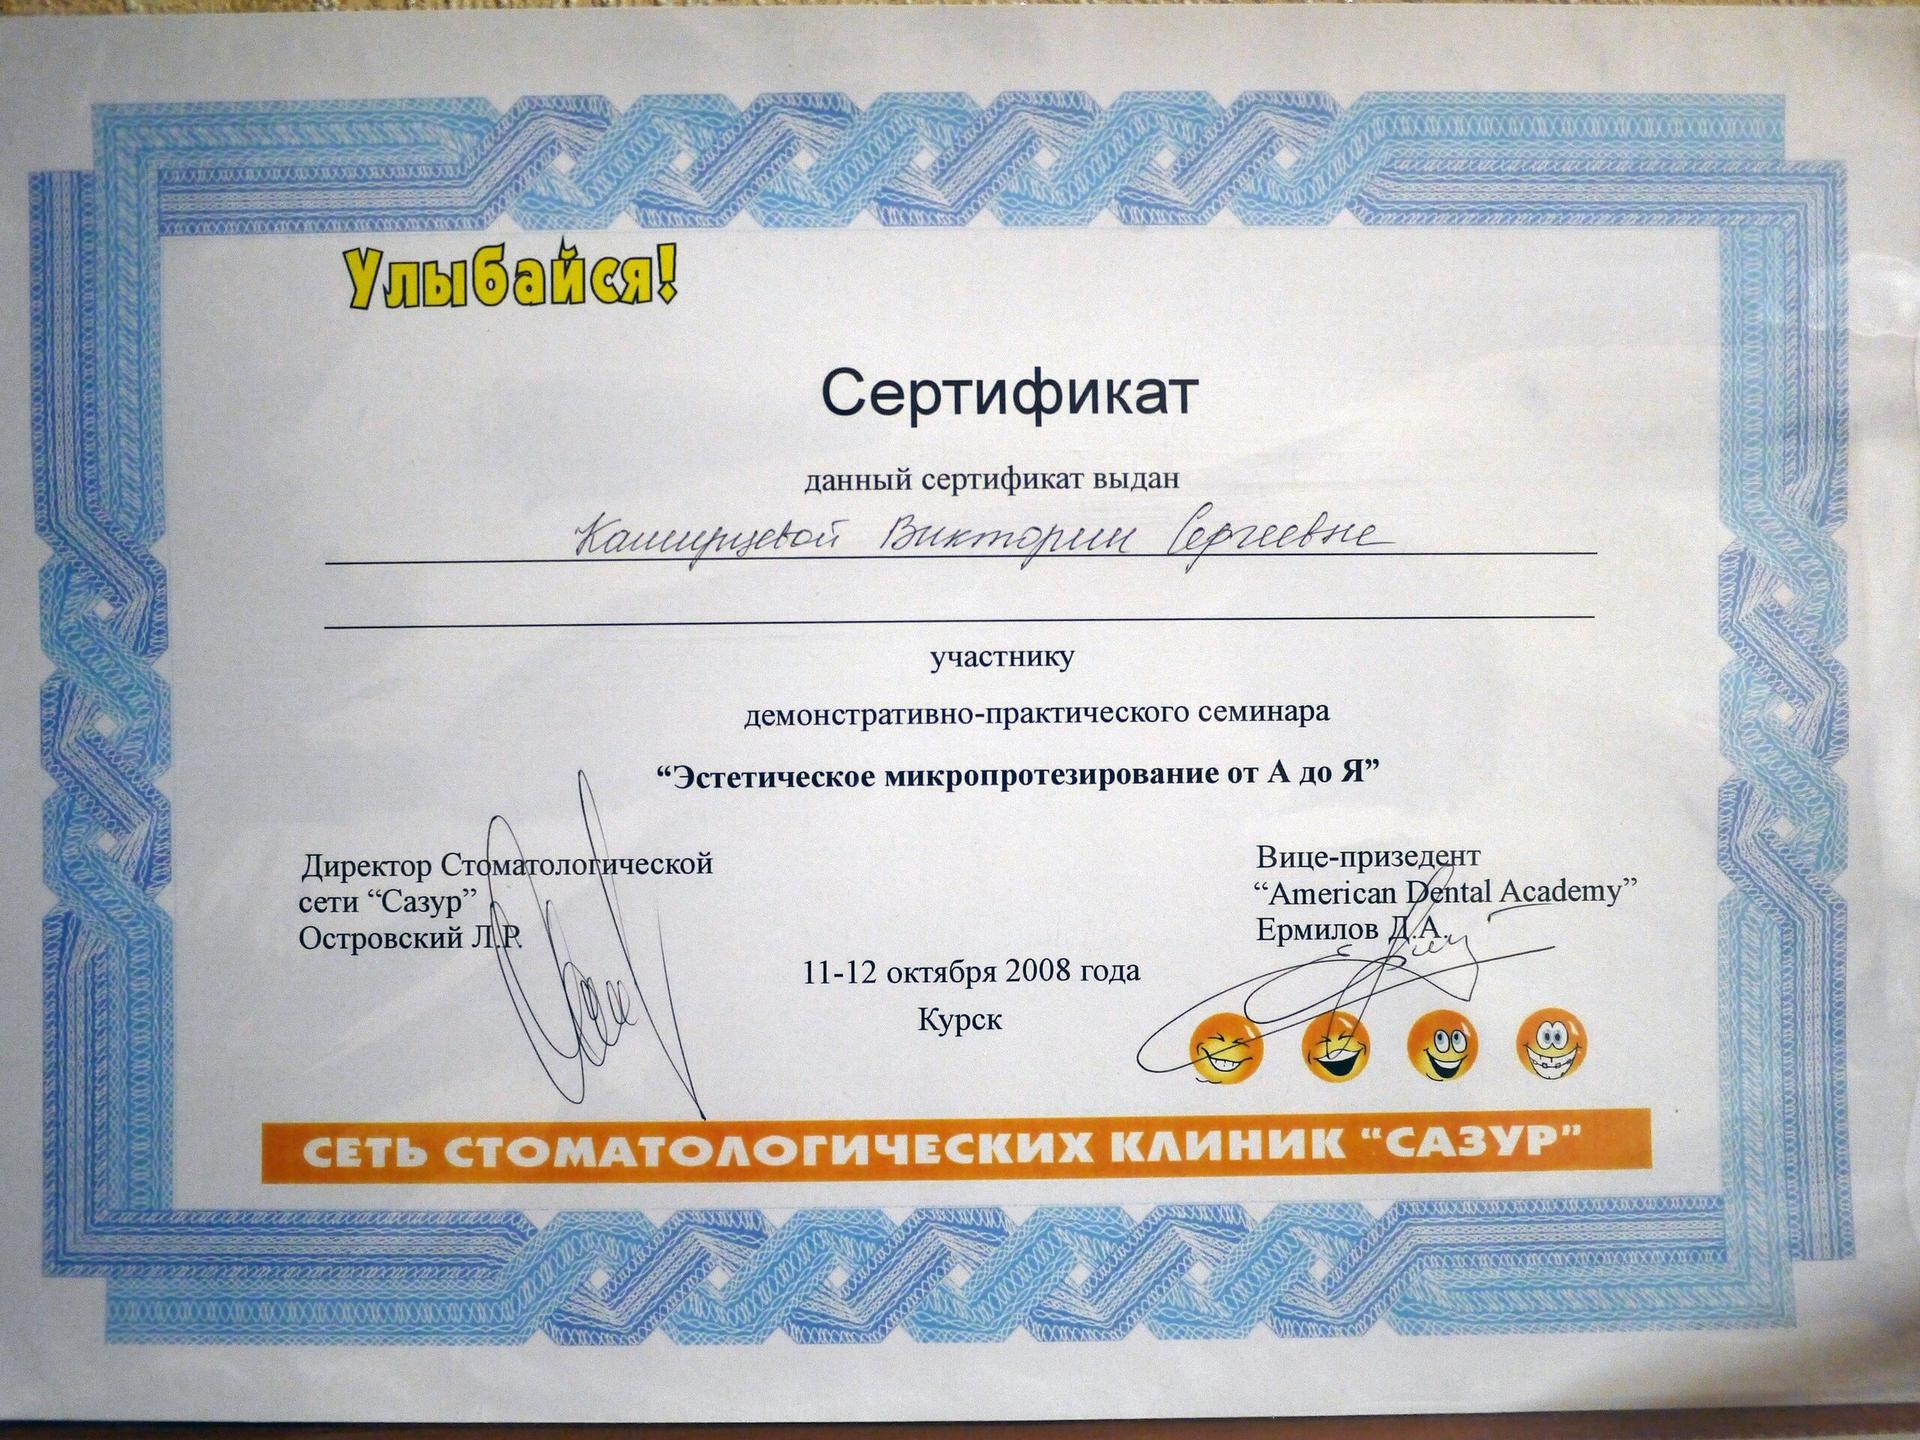 Улыбайся!
Сертификат
данный сертификат выдан
Каширцевой Виктории Сергеевне
участнику
демонстративно-практического семинара
“Эстетическое микропротезирование от А до Я”
Директор Стоматологической
сети “Сазур”
Островский Л.Р.
Вице-призедент
“American Dental Academy”
Ермилов Д.А.
11-12 октября 2008 года
Курск
СЕТЬ СТОМАТОЛОГИЧЕСКИХ КЛИНИК “САЗУР”